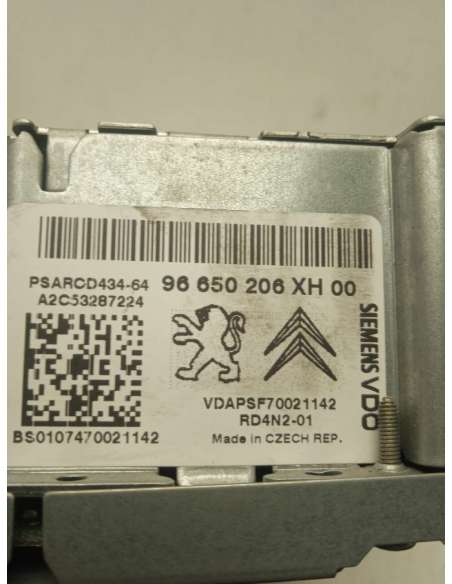 PSARCD434-64 96 650 206 XH 00
A2C53287224
SIEMENS VDO
VDAPSF70021142
RD4N2-01
BS0107470021142 Made in CZECH REP.